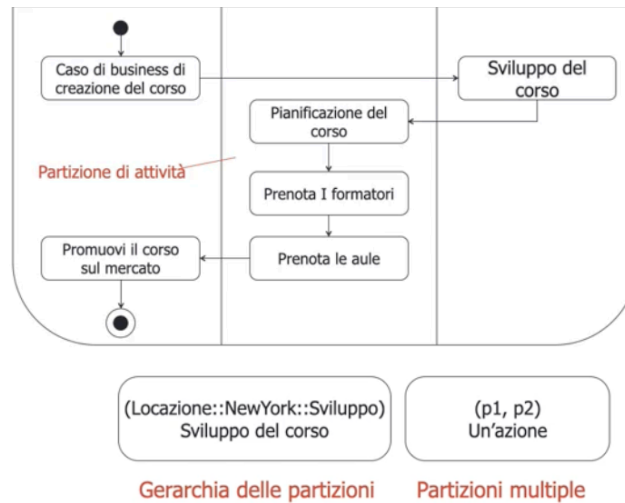 Caso di business di
creazione del corso
Sviluppo del
corso
Pianificazione del
corso
Partizione di attività
Prenota I formatori
Promuovi il corso
sul mercato
Prenota le aule
(Locazione::NewYork::Sviluppo)
Sviluppo del corso
(p1, p2)
Un'azione
Gerarchia delle partizioni
Partizioni multiple